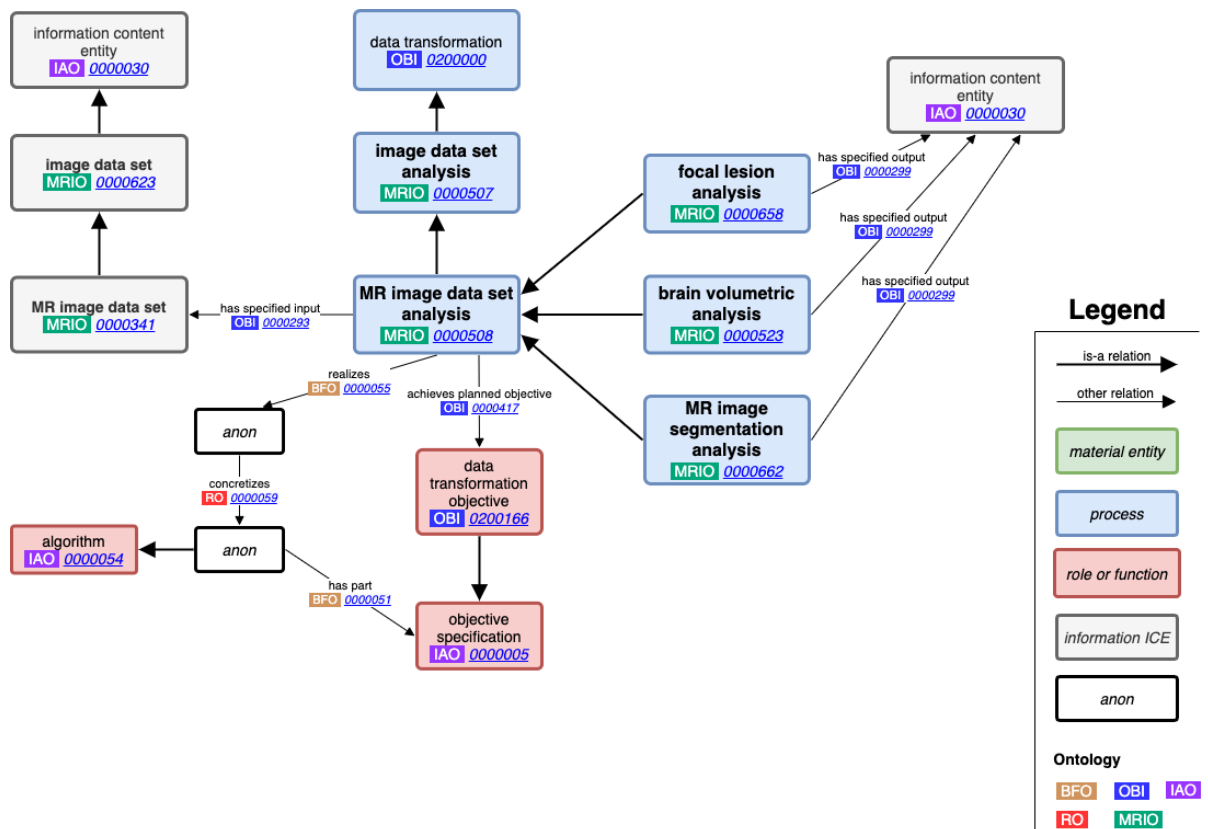 information content
entity
IAO 0000030
data transformation
OBI 0200000
information content
entity
IAO 0000030
image data set
MRIO 0000623
image data set
analysis
MRIO 0000507
focal lesion
analysis
MRIO 0000658
has specified output
OBI 0000299
has specified output
OBI 0000299
has specified output
OBI 0000299
MR image data set
MRIO 0000341
has specified input
OBI 0000293
MR image data set
analysis
MRIO 0000508
brain volumetric
analysis
MRIO 0000523
realizes
BFO 0000055
achieves planned objective
OBI 0000417
MR image
segmentation
analysis
MRIO 0000662
anon
concretizes
RO 0000059
data
transformation
objective
OBI 0200166
algorithm
IAO 0000054
anon
has part
BFO 0000051
objective
specification
IAO 0000005
Legend
is-a relation
other relation
material entity
process
role or function
information ICE
anon
Ontology
BFO OBI IAO
RO MRIO